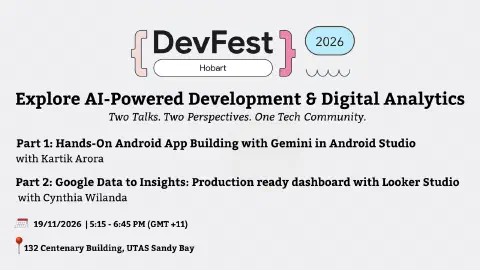 DevFest
2026
Hobart
Explore AI-Powered Development & Digital Analytics
Two Talks. Two Perspectives. One Tech Community.
Part 1: Hands-On Android App Building with Gemini in Android Studio
with Kartik Arora
Part 2: Google Data to Insights: Production ready dashboard with Looker Studio
with Cynthia Wilanda
19/11/2026 | 5:15 - 6:45 PM (GMT +11)
132 Centenary Building, UTAS Sandy Bay